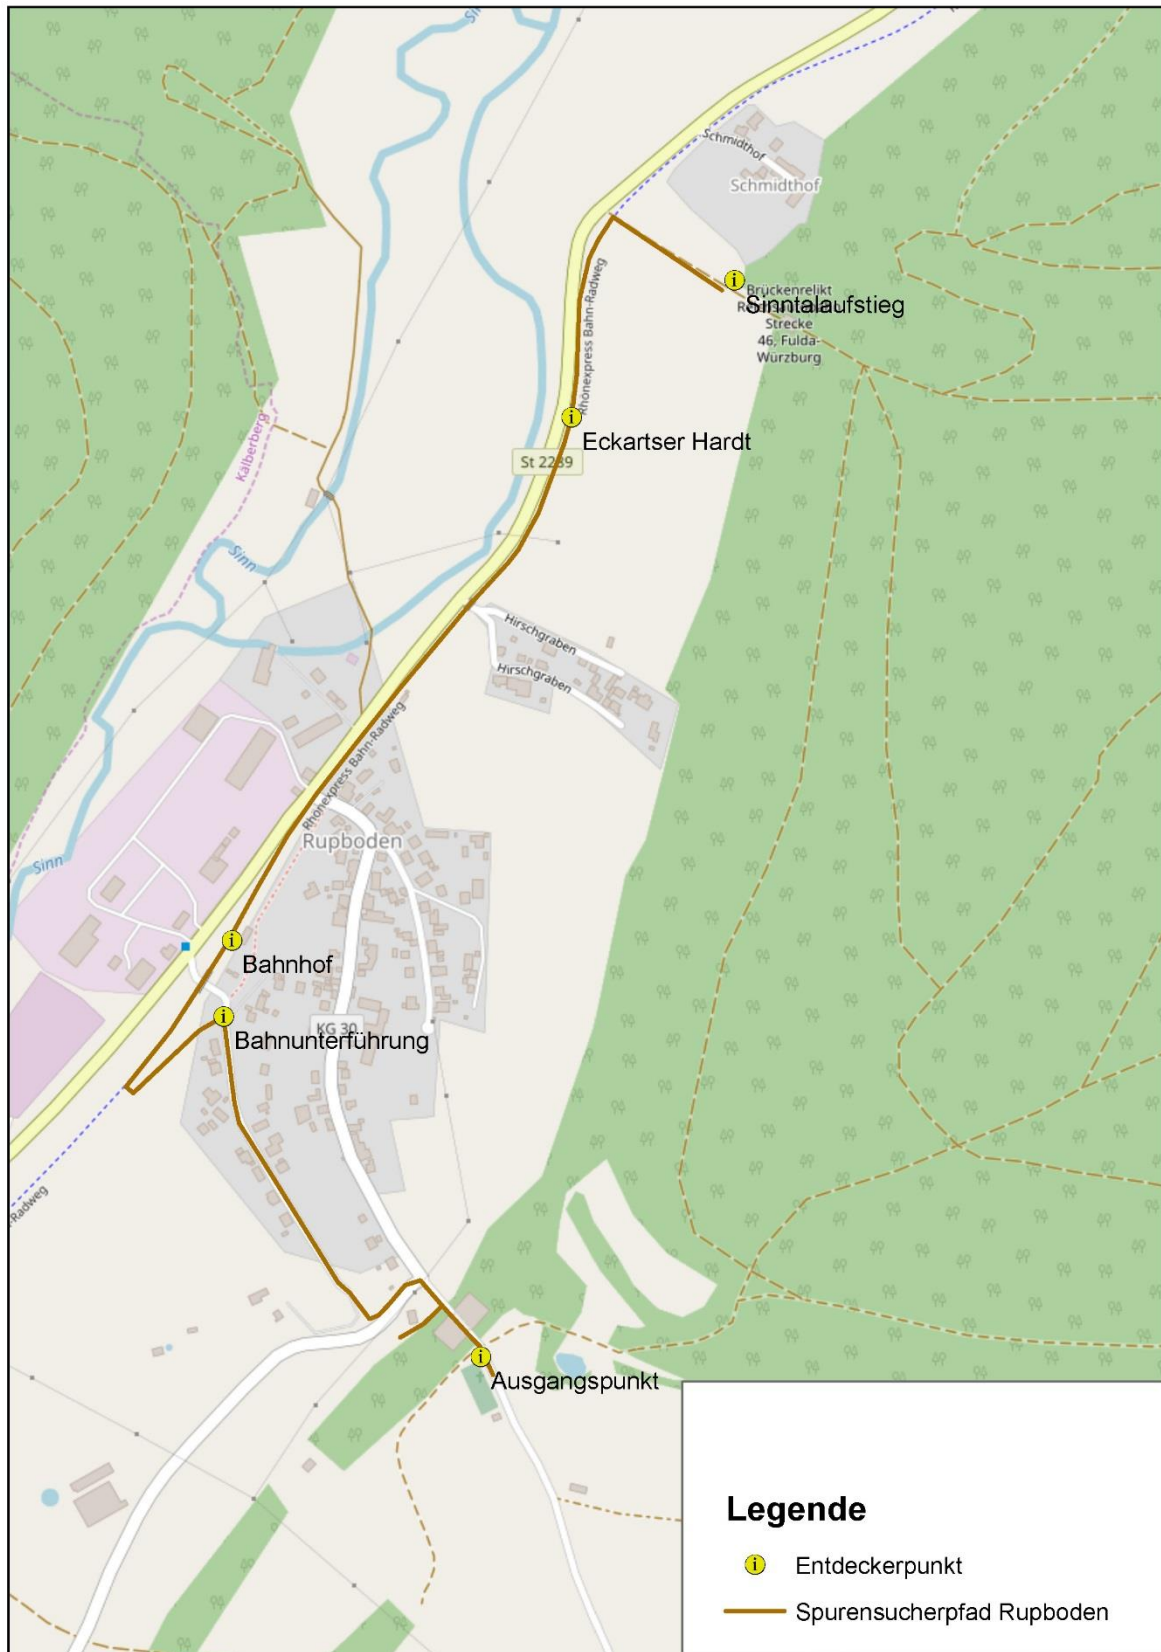 Sin
Schmidthof
Schmidthof
Rhönexpress Bahn-Radweg
Brückenrelikt
Sinntalaufstieg
Strecke
46, Fulda-
Würzburg
Eckartser Hardt
St 2289
Kälberberg
Sinn
Hirschgraben
Hirschgraben
Rhönexpress Bahn-Radweg
Rupboden
Sinn
Bahnhof
KG 30
Bahnunterführung
-Radweg
Ausgangspunkt
Legende
Entdeckerpunkt
Spurensucherpfad Rupboden